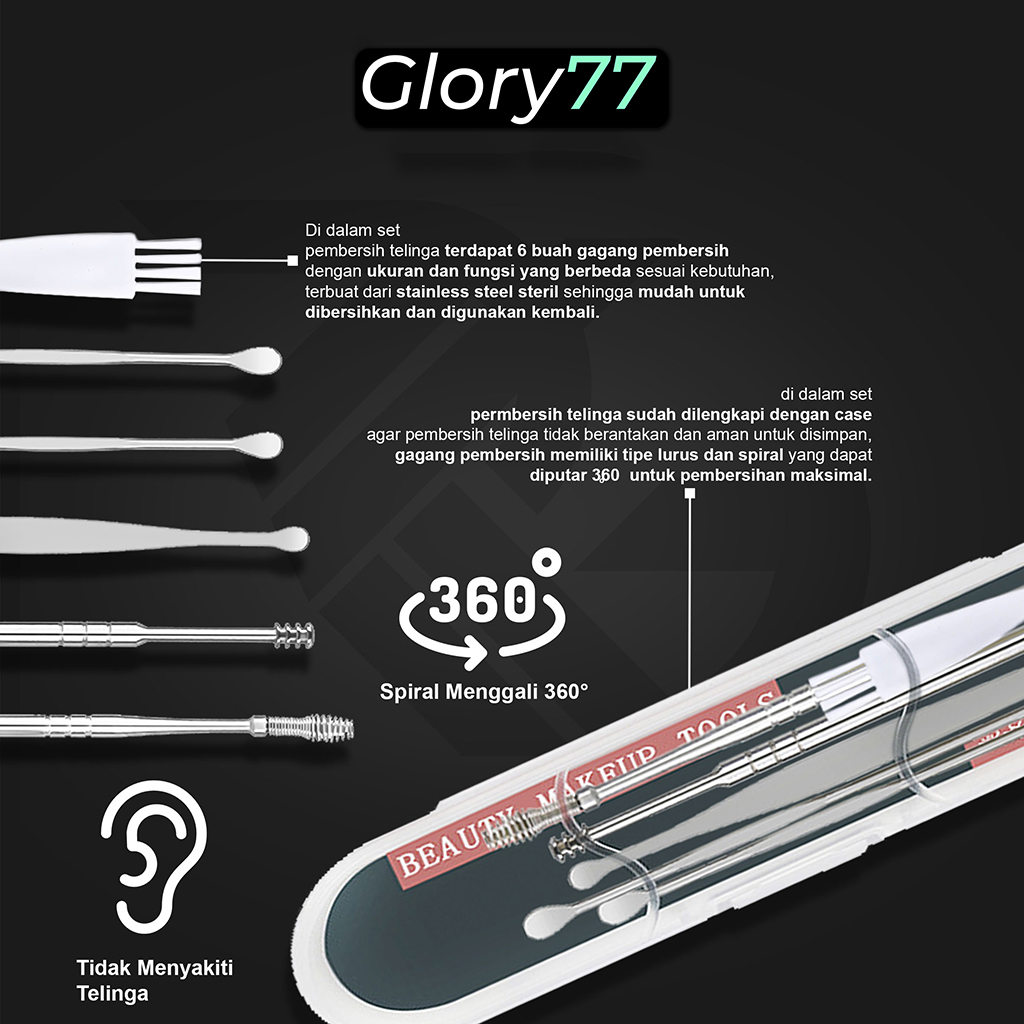 Glory77
Di dalam set
pembersih telinga terdapat 6 buah gagang pembersih
dengan ukuran dan fungsi yang berbeda sesuai kebutuhan,
terbuat dari stainless steel steril sehingga mudah untuk
dibersihkan dan digunakan kembali.
di dalam set
permbersih telinga sudah dilengkapi dengan case
agar pembersih telinga tidak berantakan dan aman untuk disimpan,
gagang pembersih memiliki tipe lurus dan spiral yang dapat
diputar 360 untuk pembersihan maksimal.
360°
Spiral Menggali 360°
BEAUTY MAKEUP TOOLS
Tidak Menyakiti
Telinga